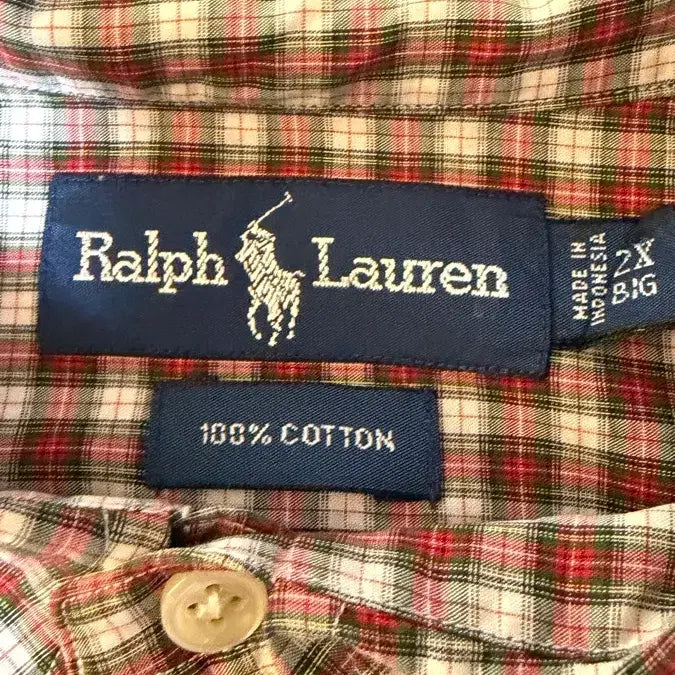 Ralph Lauren
MADE IN
INDONESIA
2X
BIG
100% COTTON